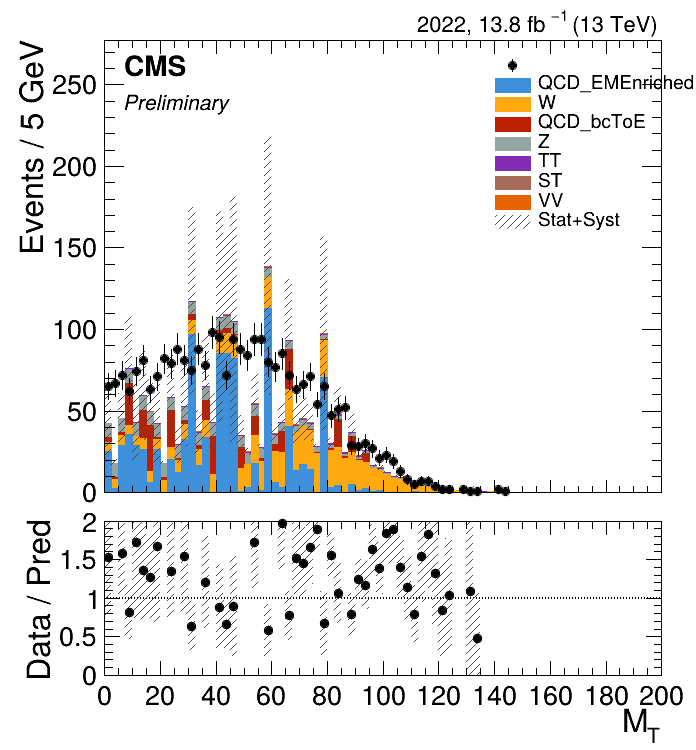 2022, 13.8 fb⁻¹ (13 TeV)
CMS
Preliminary
Events / 5 GeV
250
200
150
100
50
0
QCD_EMEnriched
W
QCD_bcToE
Z
TT
ST
VV
Stat+Syst
Data / Pred
2
1.5
1
0.5
0
0 20 40 60 80 100 120 140 160 180 200
M_T